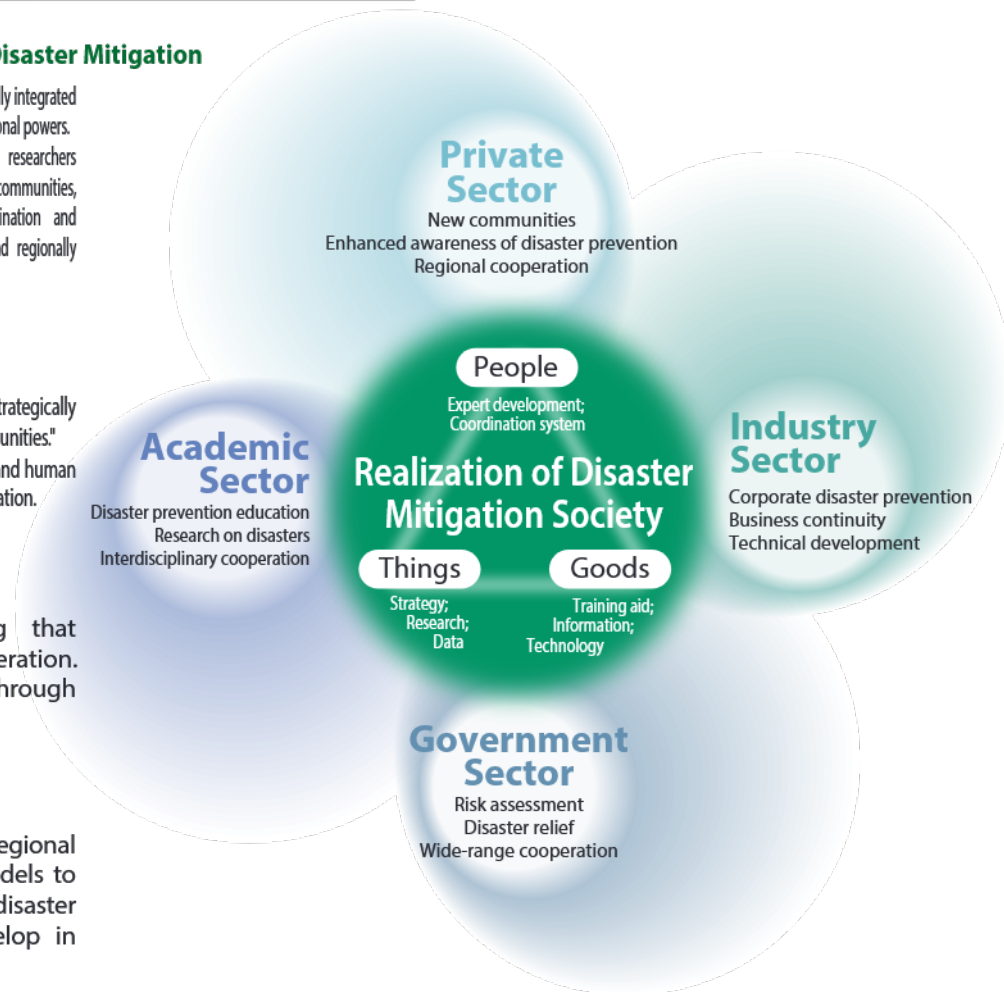 Disaster Mitigation
lly integrated
onal powers.
researchers
communities,
ination and
d regionally
trategically
unities."
and human
ation.
g that
eration.
hrough
egional
dels to
disaster
elop in
Private
Sector
New communities
Enhanced awareness of disaster prevention
Regional cooperation
Industry
Sector
Corporate disaster prevention
Business continuity
Technical development
Academic
Sector
Disaster prevention education
Research on disasters
Interdisciplinary cooperation
People
Expert development;
Coordination system
Realization of Disaster
Mitigation Society
Things
Strategy;
Research;
Data
Goods
Training aid;
Information;
Technology
Government
Sector
Risk assessment
Disaster relief
Wide-range cooperation